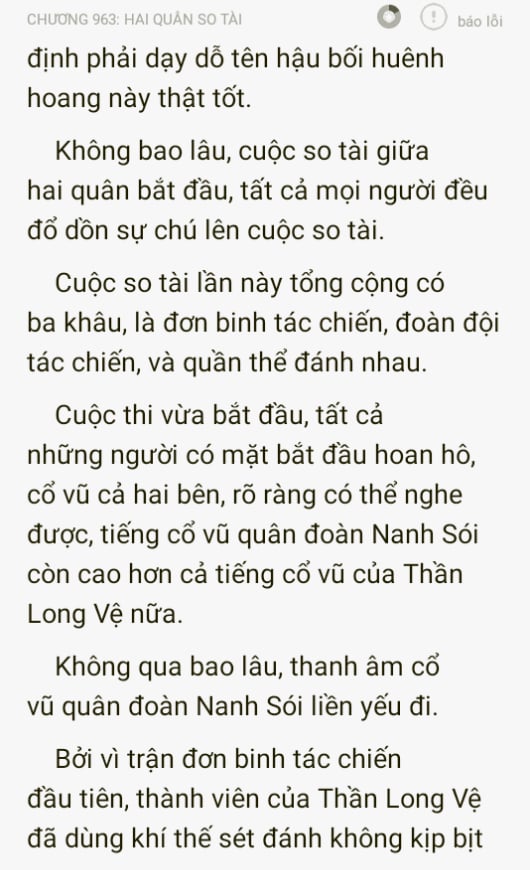 CHƯƠNG 963: HAI QUÂN SO TÀI
! báo lỗi
định phải dạy dỗ tên hậu bối huênh
hoang này thật tốt.
Không bao lâu, cuộc so tài giữa
hai quân bắt đầu, tất cả mọi người đều
đổ dồn sự chú lên cuộc so tài.
Cuộc so tài lần này tổng cộng có
ba khâu, là đơn binh tác chiến, đoàn đội
tác chiến, và quần thể đánh nhau.
Cuộc thi vừa bắt đầu, tất cả
những người có mặt bắt đầu hoan hô,
cổ vũ cả hai bên, rõ ràng có thể nghe
được, tiếng cổ vũ quân đoàn Nanh Sói
còn cao hơn cả tiếng cổ vũ của Thần
Long Vệ nữa.
Không qua bao lâu, thanh âm cổ
vũ quân đoàn Nanh Sói liền yếu đi.
Bởi vì trận đơn binh tác chiến
đầu tiên, thành viên của Thần Long Vệ
đã dùng khí thế sét đánh không kịp bịt